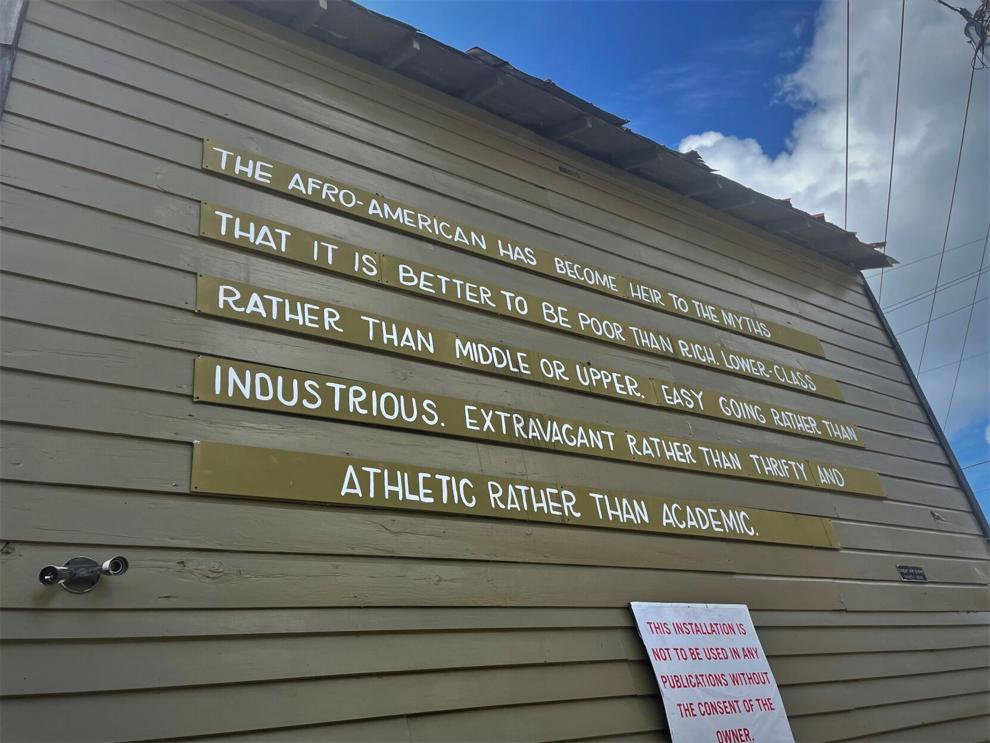 THE AFRO-AMERICAN HAS BECOME HEIR TO THE MYTHS
THAT IT IS BETTER TO BE POOR THAN RICH. LOWER-CLASS
RATHER THAN MIDDLE OR UPPER. EASY GOING RATHER THAN
INDUSTRIOUS. EXTRAVAGANT RATHER THAN THRIFTY AND
ATHLETIC RATHER THAN ACADEMIC.
THIS INSTALLATION IS
NOT TO BE USED IN ANY
PUBLICATIONS WITHOUT
THE CONSENT OF THE
OWNER.